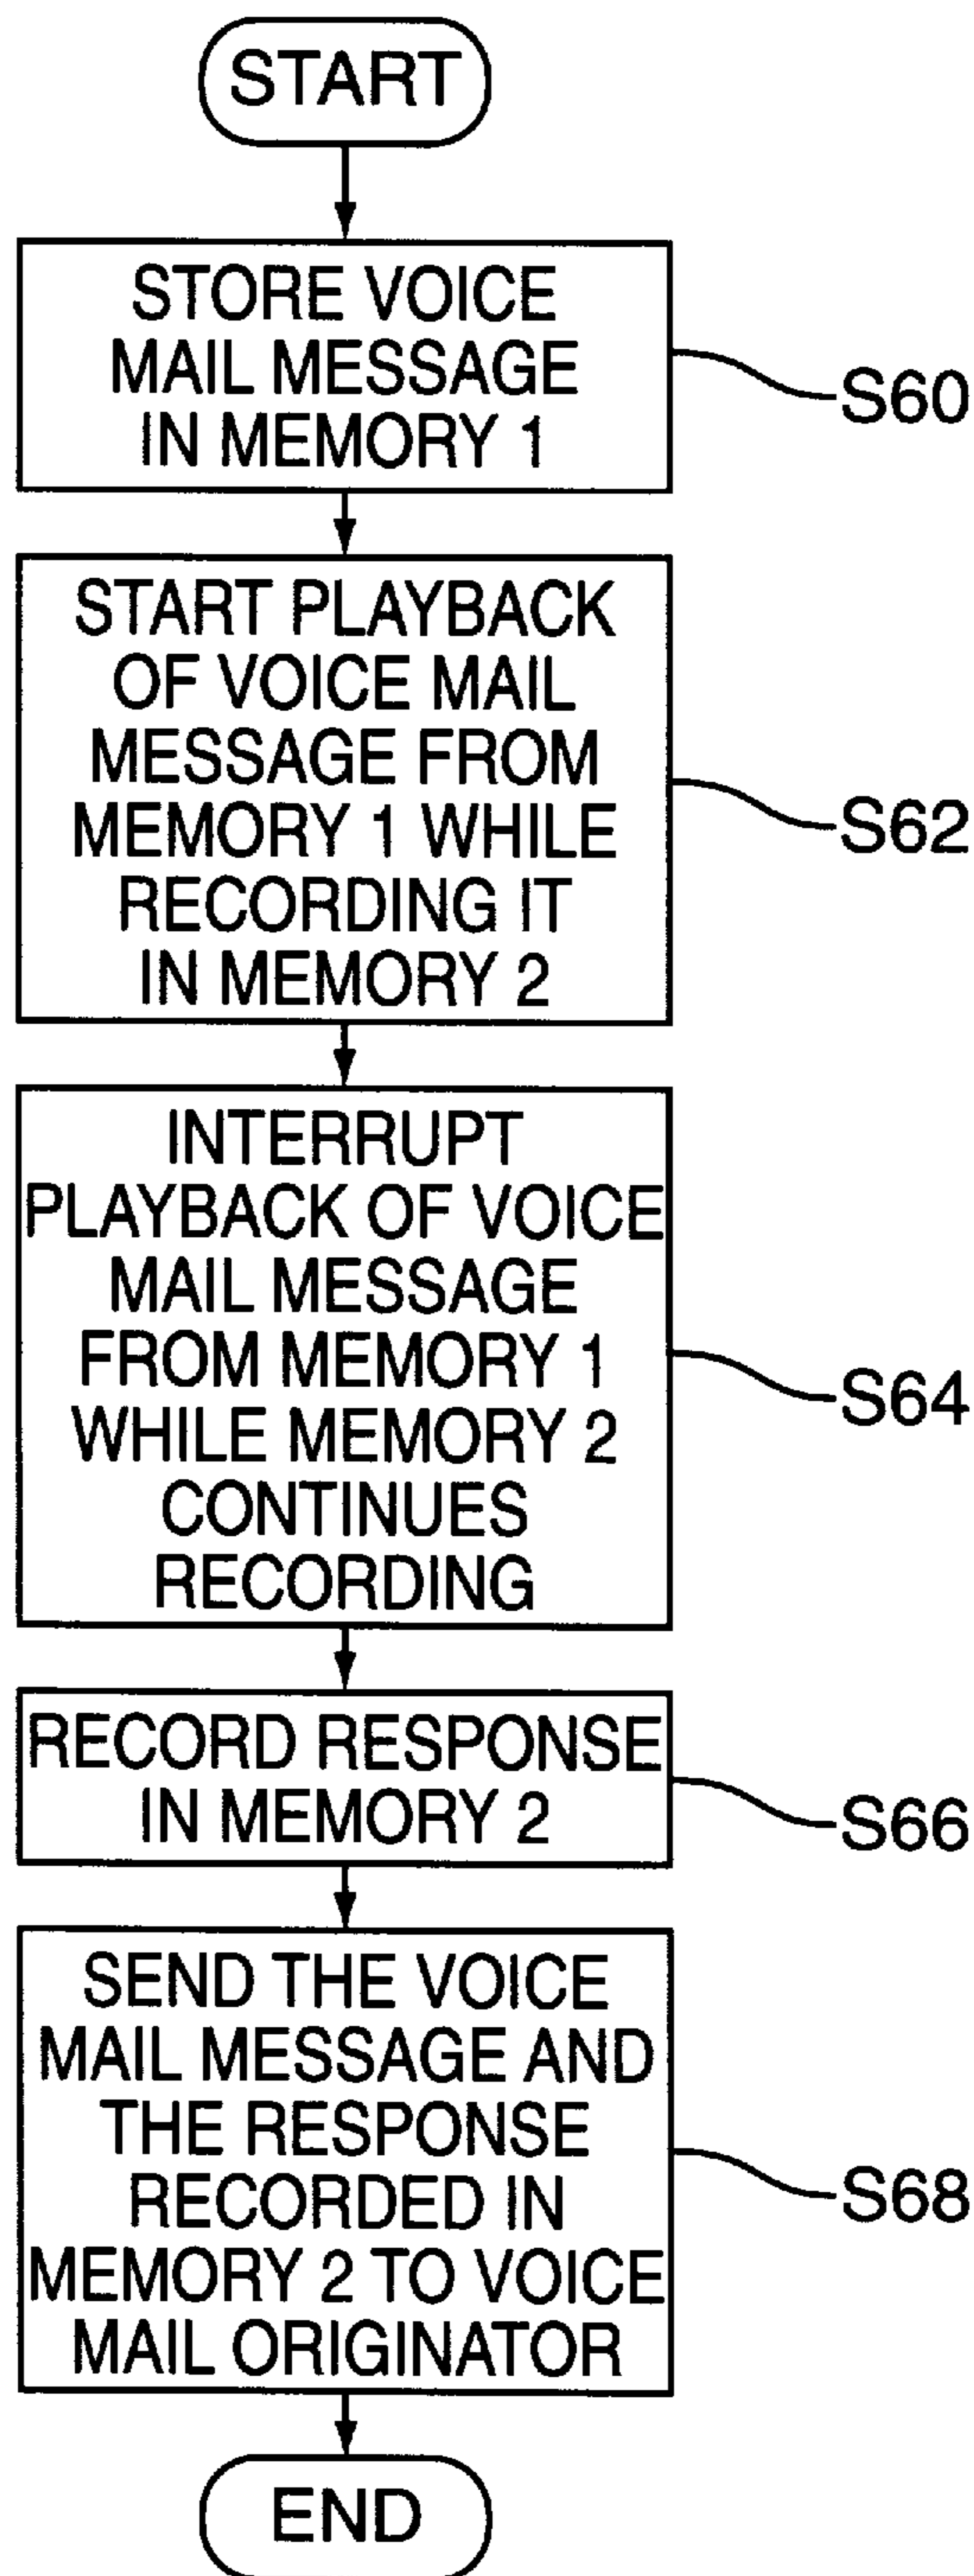 START
STORE VOICE
MAIL MESSAGE
IN MEMORY 1
S60
START PLAYBACK
OF VOICE MAIL
MESSAGE FROM
MEMORY 1 WHILE
RECORDING IT
IN MEMORY 2
S62
INTERRUPT
PLAYBACK OF VOICE
MAIL MESSAGE
FROM MEMORY 1
WHILE MEMORY 2
CONTINUES
RECORDING
S64
RECORD RESPONSE
IN MEMORY 2
S66
SEND THE VOICE
MAIL MESSAGE AND
THE RESPONSE
RECORDED IN
MEMORY 2 TO VOICE
MAIL ORIGINATOR
S68
END